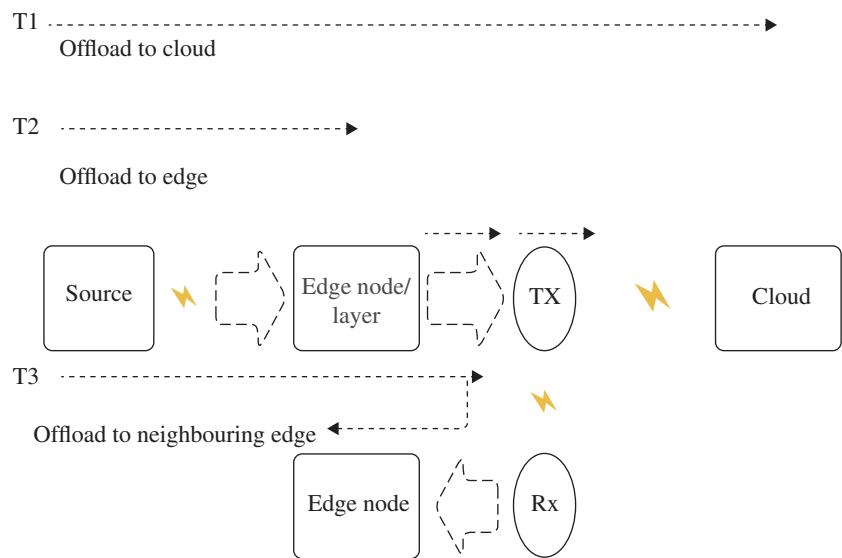 T1
Offload to cloud
T2
Offload to edge
Source
Edge node/
layer
TX
Cloud
T3
Offload to neighbouring edge
Edge node
Rx